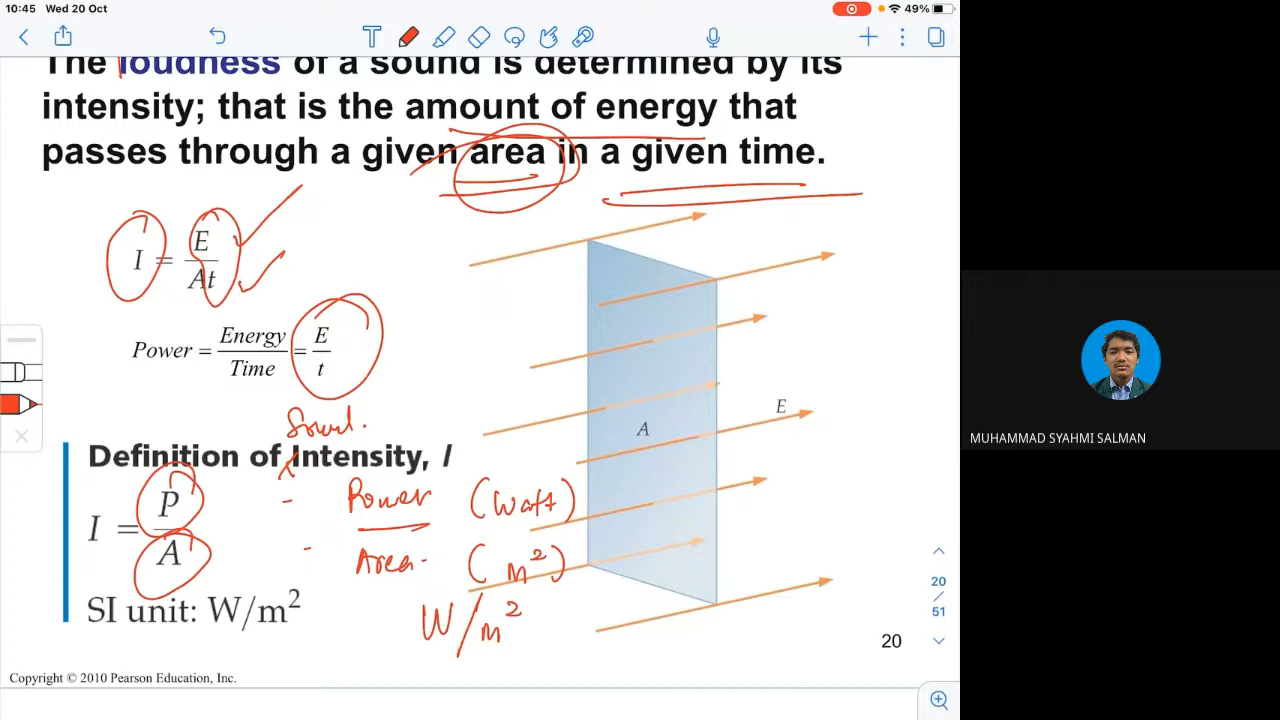 10:45 Wed 20 Oct
49%
The loudness of a sound is determined by its
intensity; that is the amount of energy that
passes through a given area in a given time.
I = E / At
Power = Energy / Time = E / t
Sound.
Definition of Intensity, I
I = P / A
- Power (Watt)
- Area- (m²)
SI unit: W/m²
W/m²
A
E
20
/
51
20
Copyright © 2010 Pearson Education, Inc.
MUHAMMAD SYAHMI SALMAN